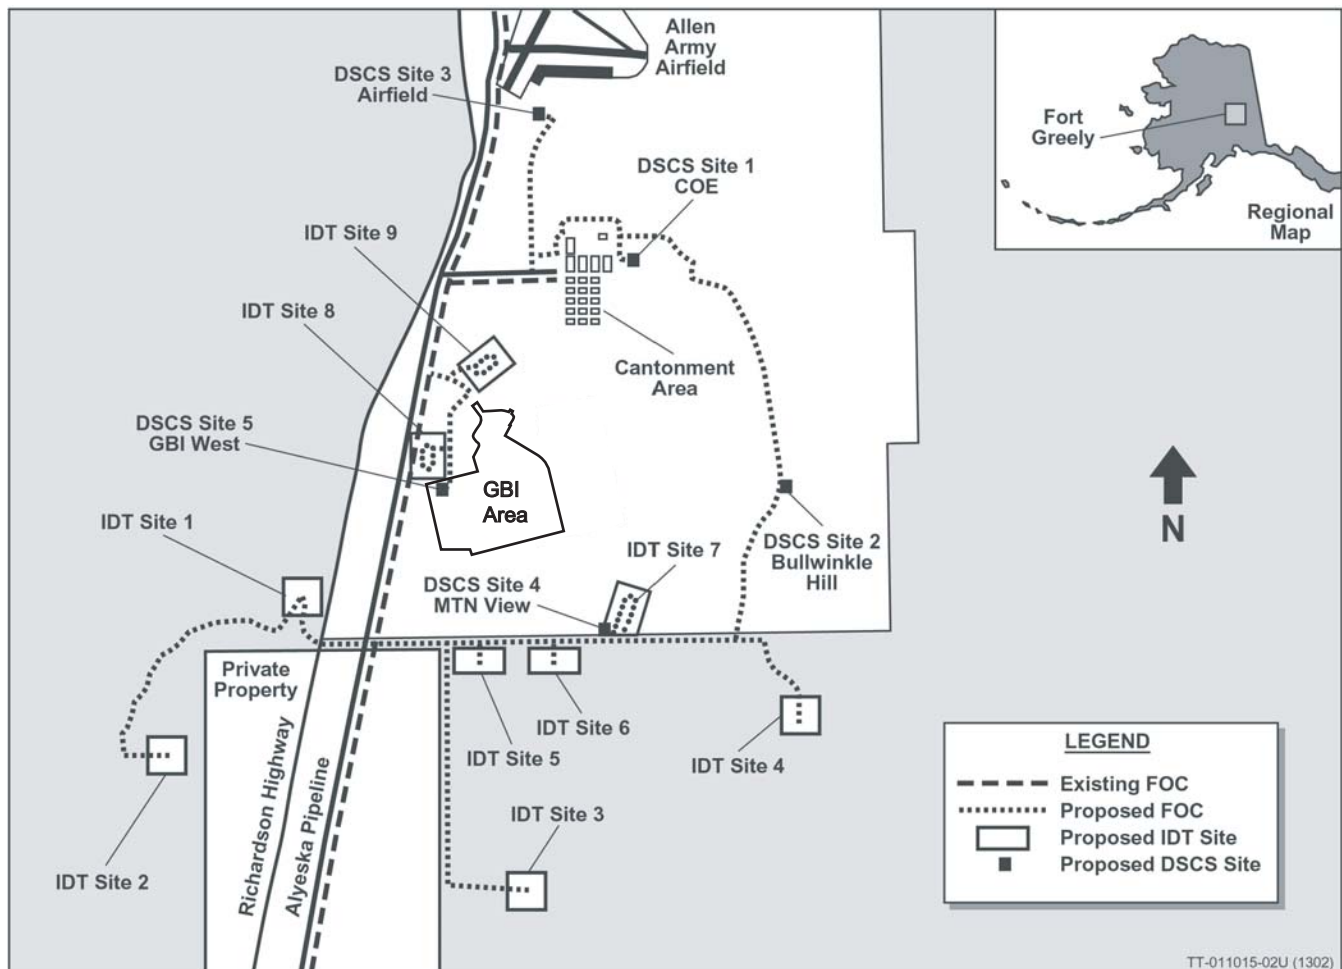 Allen
Army
Airfield
DSCS Site 3
Airfield
Fort
Greely
Regional
Map
DSCS Site 1
COE
IDT Site 9
IDT Site 8
Cantonment
Area
DSCS Site 5
GBI West
GBI
Area
IDT Site 1
IDT Site 7
DSCS Site 2
Bullwinkle
Hill
N
DSCS Site 4
MTN View
Private
Property
Richardson Highway
Alyeska Pipeline
IDT Site 6
IDT Site 5
IDT Site 4
IDT Site 3
IDT Site 2
LEGEND
Existing FOC
Proposed FOC
Proposed IDT Site
Proposed DSCS Site
TT-011015-02U (1302)